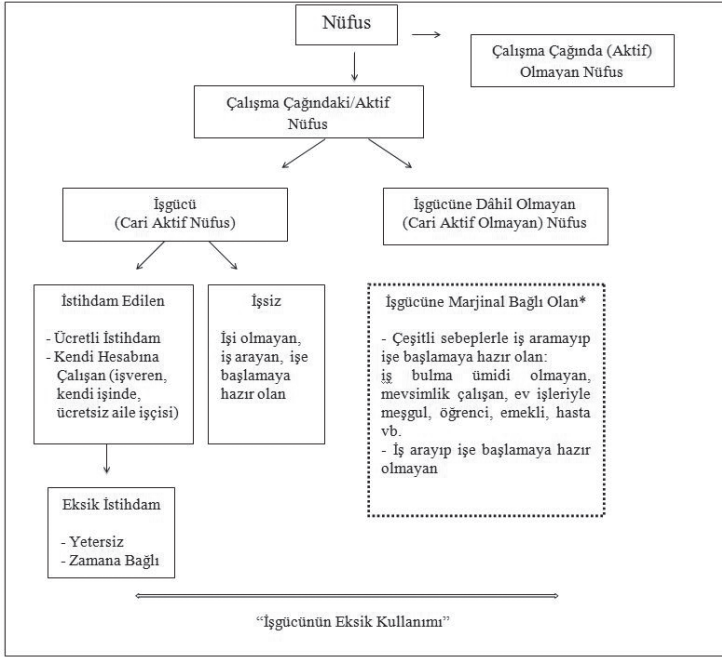 Nüfus
Çalışma Çağında (Aktif)
Olmayan Nüfus
Çalışma Çağındaki/Aktif
Nüfus
İşgücü
(Cari Aktif Nüfus)
İşgücüne Dâhil Olmayan
(Cari Aktif Olmayan) Nüfus
İstihdam Edilen
- Ücretli İstihdam
- Kendi Hesabına
Çalışan (işveren,
kendi işinde,
ücretsiz aile işçisi)
İşsiz
İşi olmayan,
iş arayan, işe
başlamaya
hazır olan
İşgücüne Marjinal Bağlı Olan*
- Çeşitli sebeplerle iş aramayıp
işe başlamaya hazır olan:
iş bulma ümidi olmayan,
mevsimlik çalışan, ev işleriyle
meşgul, öğrenci, emekli, hasta
vb.
- İş arayıp işe başlamaya hazır
olmayan
Eksik İstihdam
- Yetersiz
- Zamana Bağlı
“İşgücünün Eksik Kullanımı”